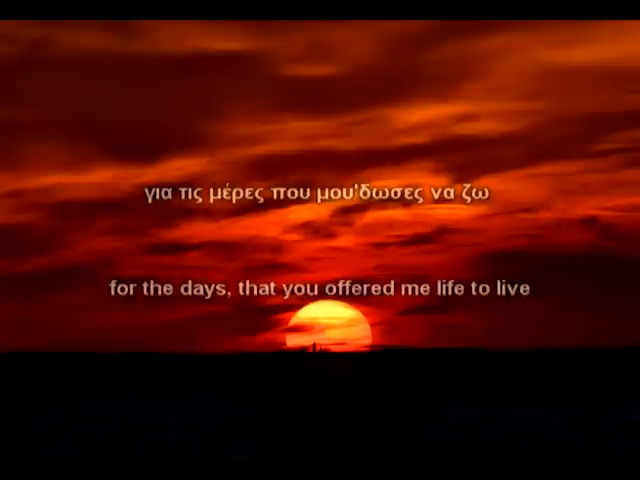 για τις μέρες που μου'δωσες να ζω
for the days, that you offered me life to live